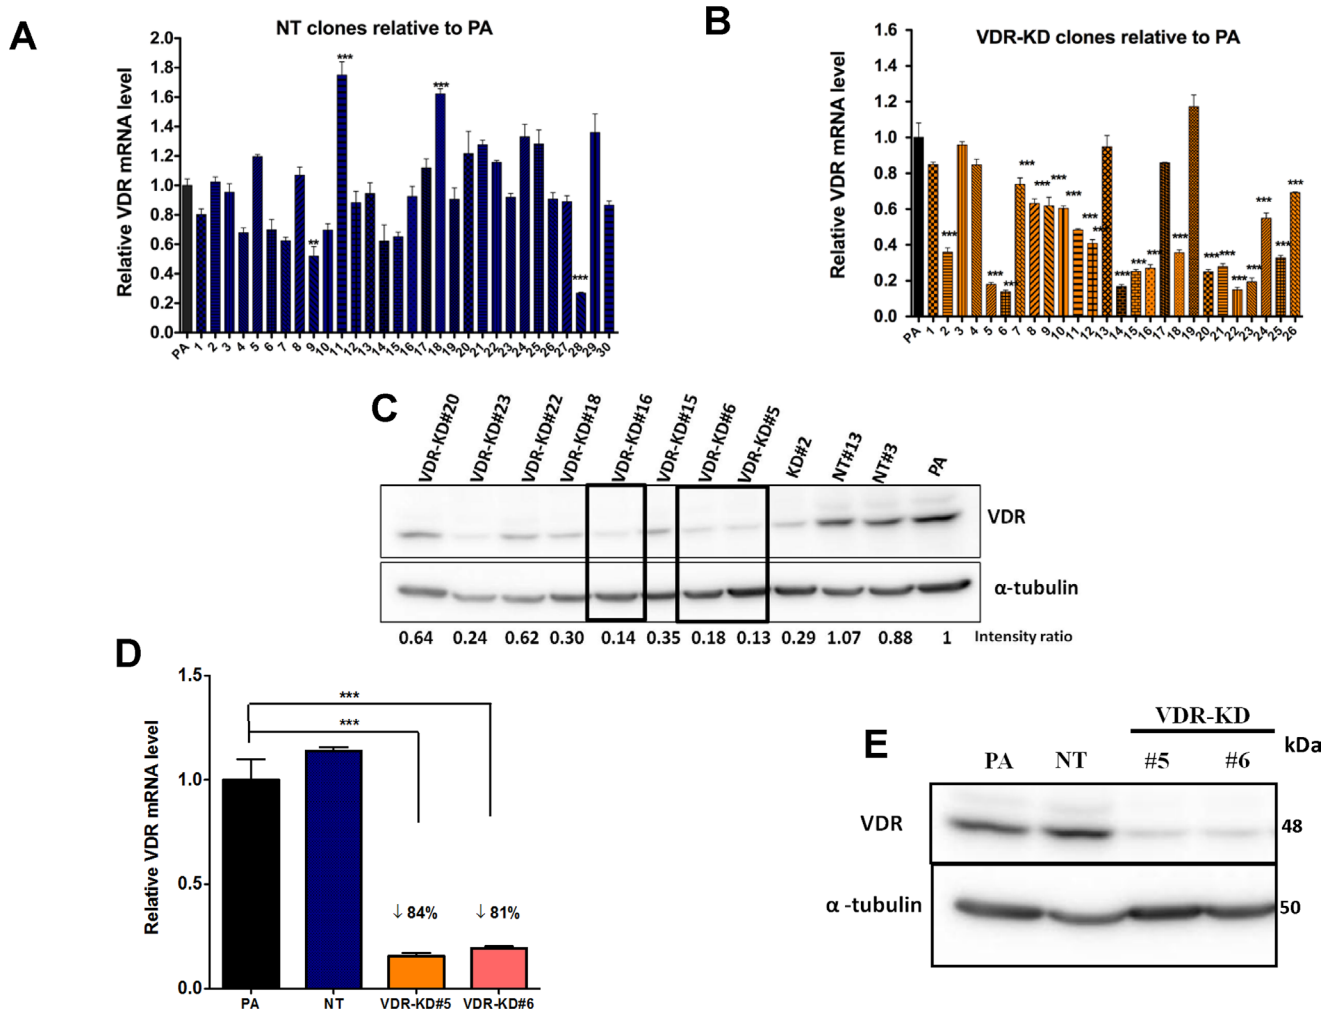 A
NT clones relative to PA
Relative VDR mRNA level
2.0
1.8
1.6
1.4
1.2
1.0
0.8
0.6
0.4
0.2
0.0
** *** *** ***
PA 1 2 3 4 5 6 7 8 9 10 11 12 13 14 15 16 17 18 19 20 21 22 23 24 25 26 27 28 29 30
B
VDR-KD clones relative to PA
Relative VDR mRNA level
1.6
1.4
1.2
1.0
0.8
0.6
0.4
0.2
0.0
*** *** *** *** *** *** *** *** *** ** *** *** *** *** *** *** *** *** *** *** ***
PA 1 2 3 4 5 6 7 8 9 10 11 12 13 14 15 16 17 18 19 20 21 22 23 24 25 26
C
VDR-KD#20 VDR-KD#23 VDR-KD#22 VDR-KD#18 VDR-KD#16 VDR-KD#15 VDR-KD#6 VDR-KD#5 KD#2 NT#13 NT#3 PA
VDR
α-tubulin
0.64 0.24 0.62 0.30 0.14 0.35 0.18 0.13 0.29 1.07 0.88 1 Intensity ratio
D
Relative VDR mRNA level
1.5
1.0
0.5
0.0
***
***
↓ 84% ↓ 81%
PA NT VDR-KD#5 VDR-KD#6
E
VDR-KD
PA NT #5 #6 kDa
VDR 48
α -tubulin 50